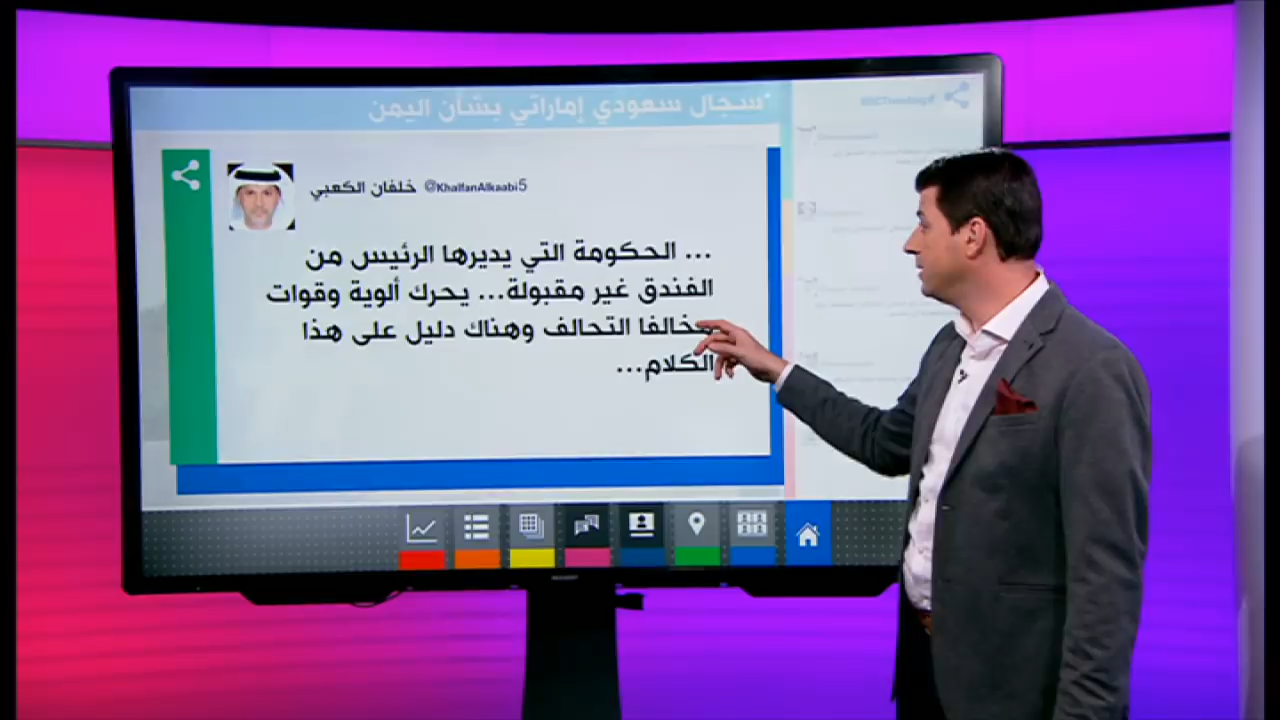 سجال سعودي إماراتي بشأن اليمن
خلفان الكعبي @KhalfanAlkaabi5
... الحكومة التي يديرها الرئيس من
الفندق غير مقبولة... يحرك ألوية وقوات
مخالفا التحالف وهناك دليل على هذا
الكلام...